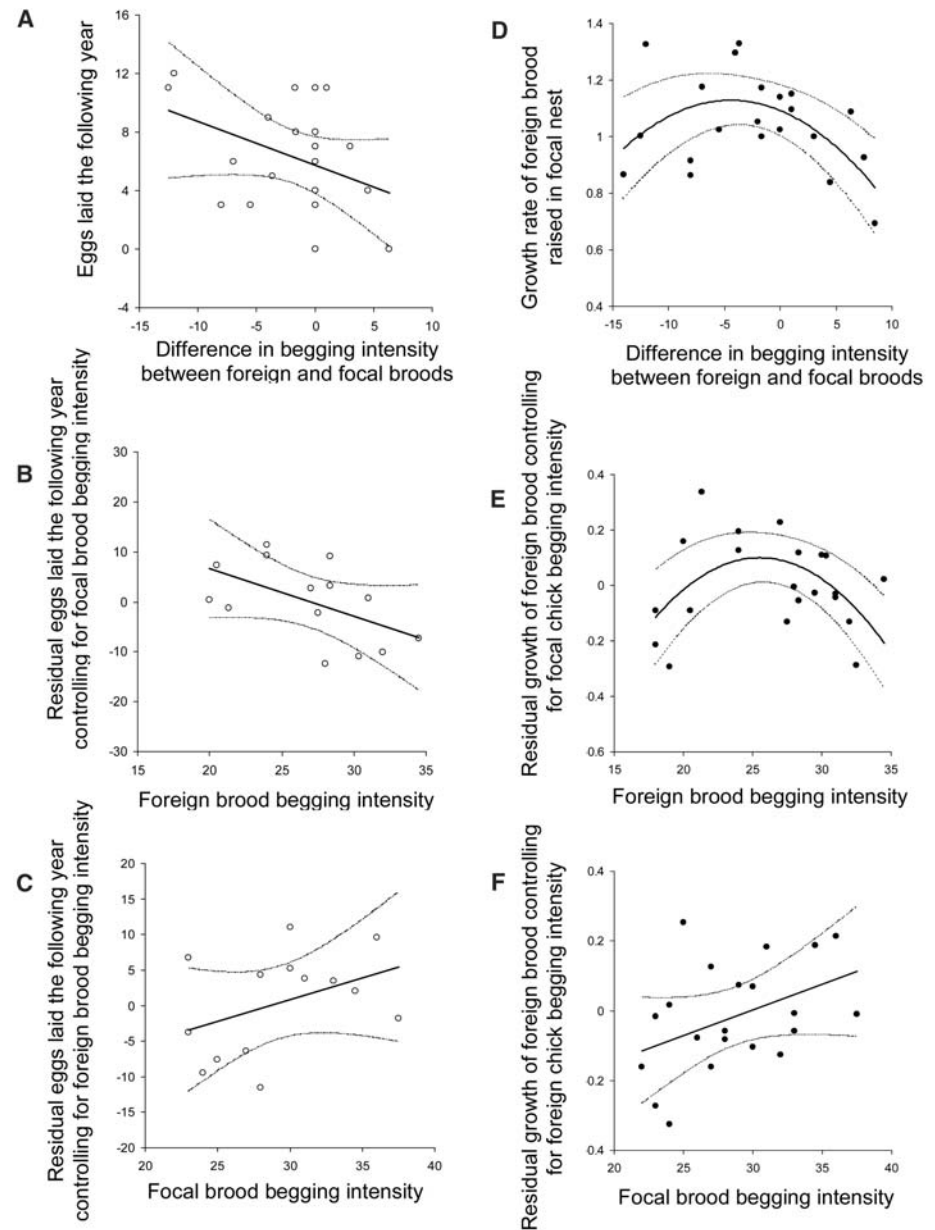 A
Eggs laid the following year
16
12
8
4
0
-4
-15
-10
-5
0
5
10
Difference in begging intensity
between foreign and focal broods
B
Residual eggs laid the following year
controlling for focal brood begging intensity
30
20
10
0
-10
-20
-30
15
20
25
30
35
Foreign brood begging intensity
C
Residual eggs laid the following year
controlling for foreign brood begging intensity
20
15
10
5
0
-5
-10
-15
-20
20
25
30
35
40
Focal brood begging intensity
D
Growth rate of foreign brood
raised in focal nest
1.4
1.2
1
0.8
0.6
0.4
-15
-10
-5
0
5
10
Difference in begging intensity
between foreign and focal broods
E
Residual growth of foreign brood controlling
for focal chick begging intensity
0.4
0.2
0
0.2
0.4
0.6
15
20
25
30
35
Foreign brood begging intensity
F
Residual growth of foreign brood controlling
for foreign chick begging intensity
0.4
0.2
0
0.2
0.4
20
25
30
35
40
Focal brood begging intensity